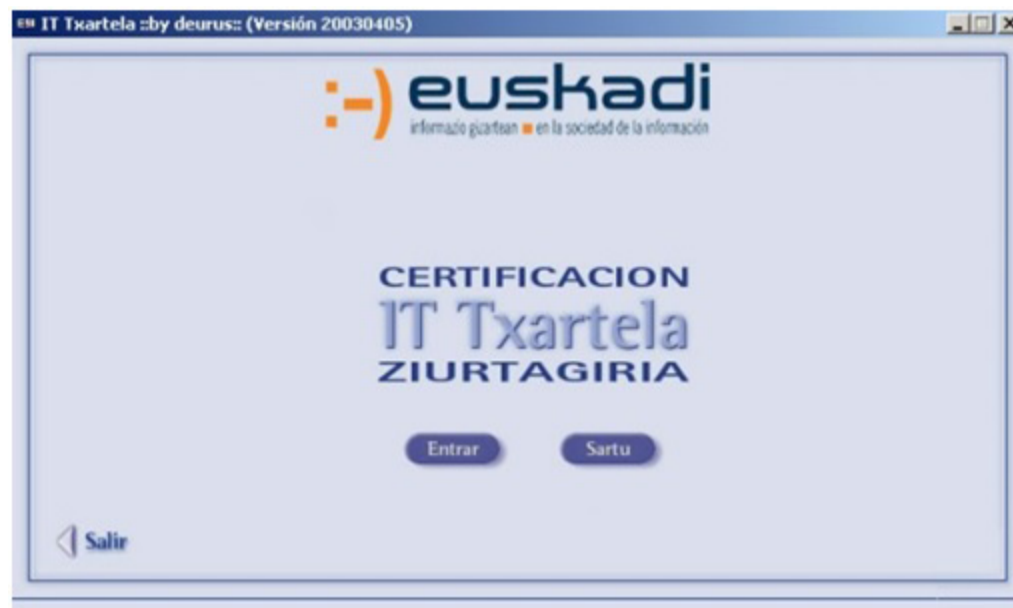 IT Txartela ::by deurus:: (Versión 20030405)
:-) euskadi
informazio gizartean ■ en la sociedad de la información
CERTIFICACION
IT Txartela
ZIURTAGIRIA
Entrar Sartu
Salir